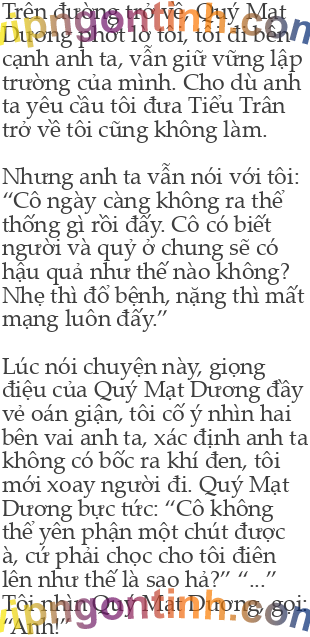 Trên đường trở về, Quý Mạt
Dương phớt lờ tôi, tôi đi bên
cạnh anh ta, vẫn giữ vững lập
trường của mình. Cho dù anh
ta yêu cầu tôi đưa Tiểu Trân
trở về tôi cũng không làm.
Nhưng anh ta vẫn nói với tôi:
“Cô ngày càng không ra thể
thống gì rồi đấy. Cô có biết
người và quỷ ở chung sẽ có
hậu quả như thế nào không?
Nhẹ thì đổ bệnh, nặng thì mất
mạng luôn đấy.”
Lúc nói chuyện này, giọng
điệu của Quý Mạt Dương đầy
vẻ oán giận, tôi cố ý nhìn hai
bên vai anh ta, xác định anh ta
không có bốc ra khí đen, tôi
mới xoay người đi. Quý Mạt
Dương bực tức: “Cô không
thể yên phận một chút được
à, cứ phải chọc cho tôi điên
lên như thế là sao hả?” “...”
Tôi nhìn Quý Mạt Dương, gọi:
“Anh!”